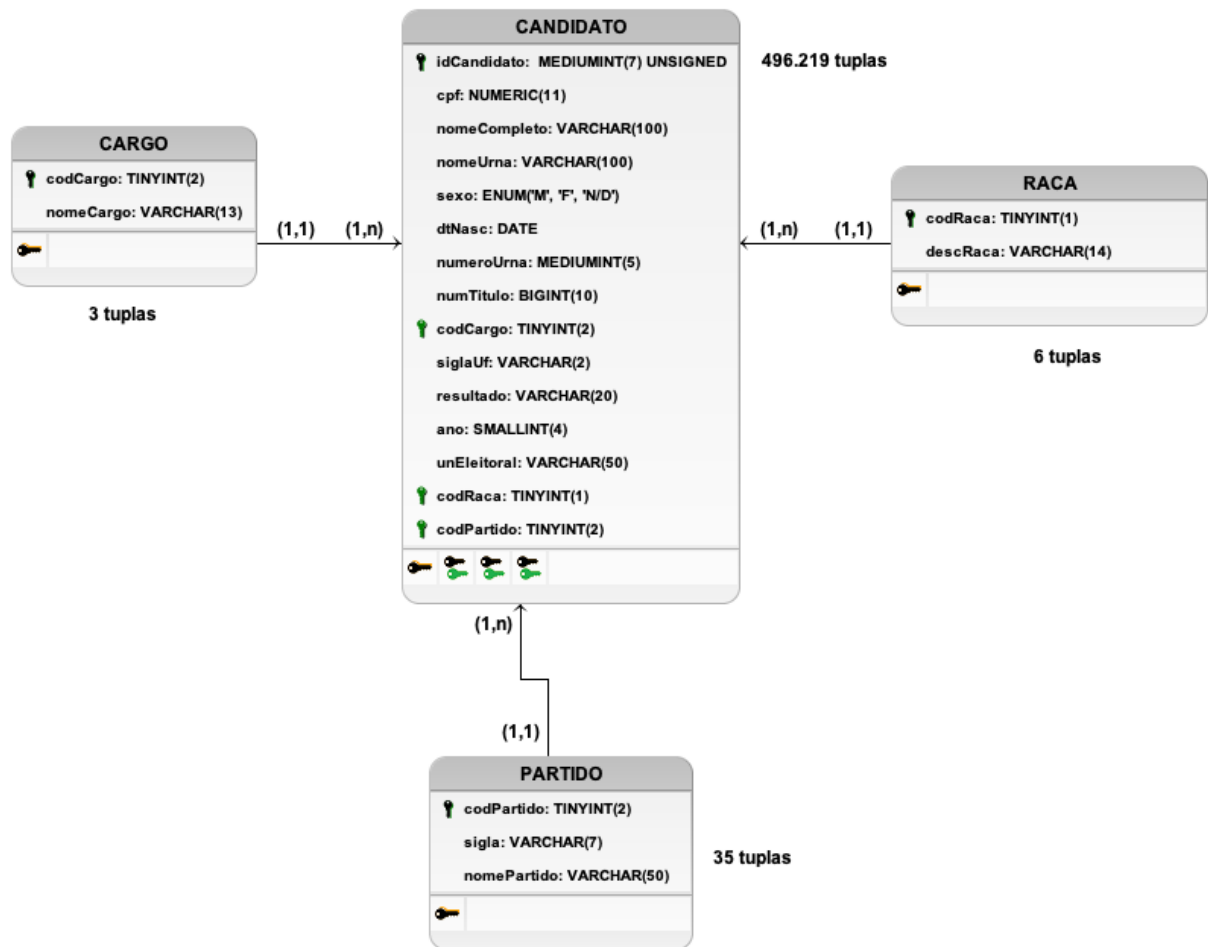 CANDIDATO
idCandidato: MEDIUMINT(7) UNSIGNED
496.219 tuplas
cpf: NUMERIC(11)
nomeCompleto: VARCHAR(100)
nomeUrna: VARCHAR(100)
sexo: ENUM('M', 'F', 'N/D')
dtNasc: DATE
numeroUrna: MEDIUMINT(5)
numTitulo: BIGINT(10)
codCargo: TINYINT(2)
siglaUf: VARCHAR(2)
resultado: VARCHAR(20)
ano: SMALLINT(4)
unEleitoral: VARCHAR(50)
codRaca: TINYINT(1)
codPartido: TINYINT(2)
CARGO
codCargo: TINYINT(2)
nomeCargo: VARCHAR(13)
(1,1) (1,n)
3 tuplas
RACA
codRaca: TINYINT(1)
descRaca: VARCHAR(14)
(1,n) (1,1)
6 tuplas
(1,n)
(1,1)
PARTIDO
codPartido: TINYINT(2)
sigla: VARCHAR(7)
nomePartido: VARCHAR(50)
35 tuplas